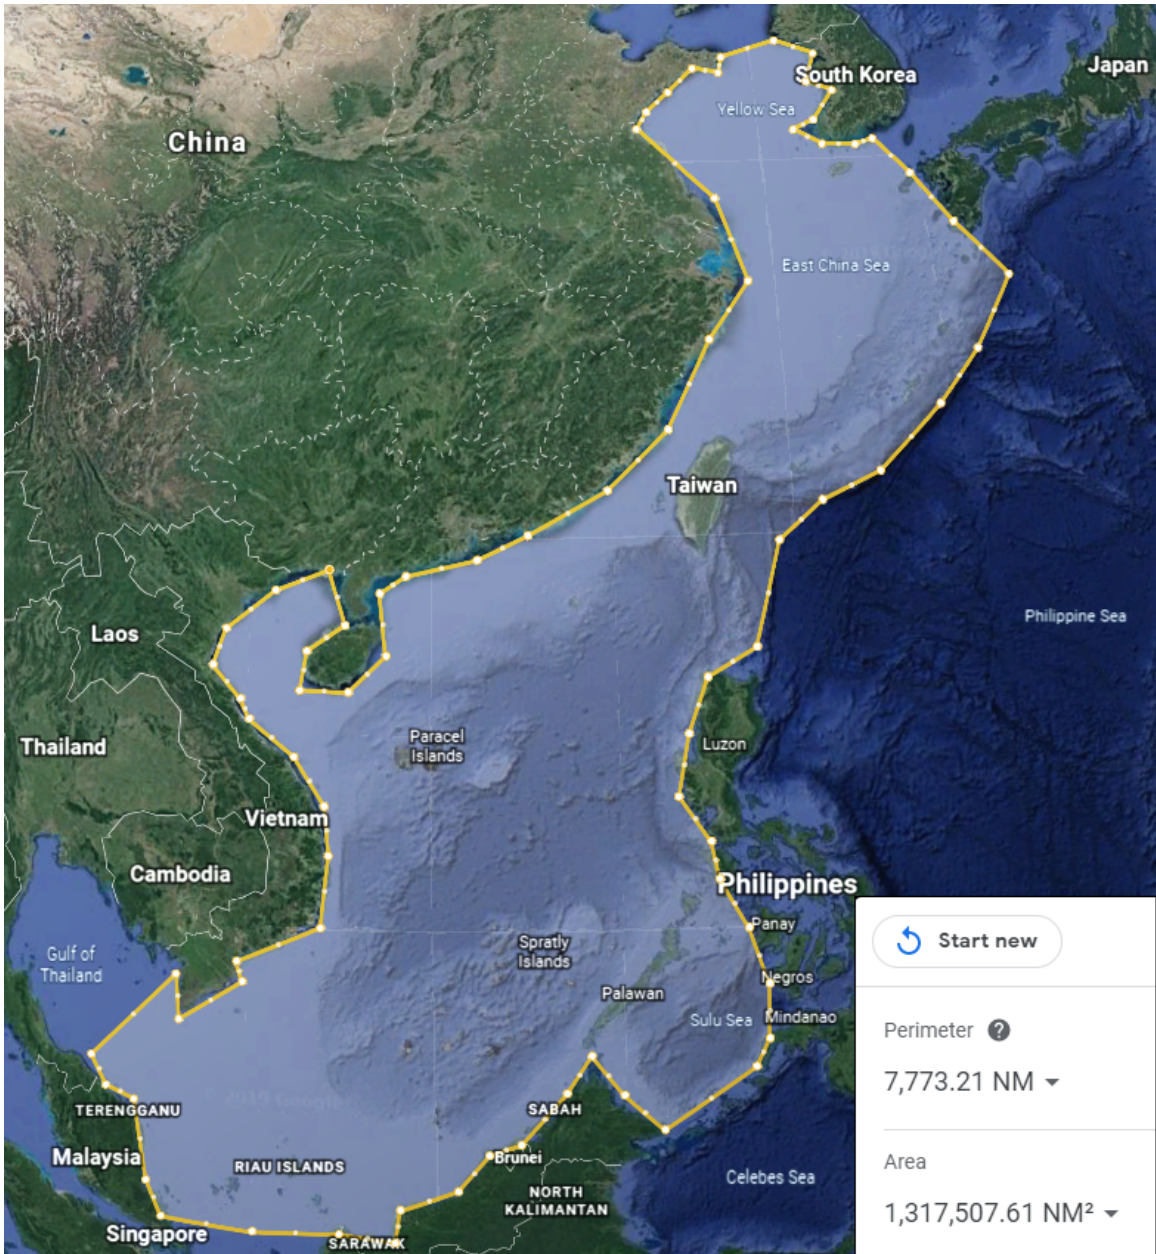 Japan
South Korea
Yellow Sea
China
East China Sea
Taiwan
Philippine Sea
Laos
Paracel
Islands
Luzon
Thailand
Vietnam
Cambodia
Philippines
Panay
Gulf of
Thailand
Spratly
Islands
Negros
Palawan
Sulu Sea
Mindanao
TERENGGANU
SABAH
Malaysia
RIAU ISLANDS
Brunei
Celebes Sea
NORTH
KALIMANTAN
Singapore
SARAWAK
Start new
Perimeter ?
7,773.21 NM
Area
1,317,507.61 NM²